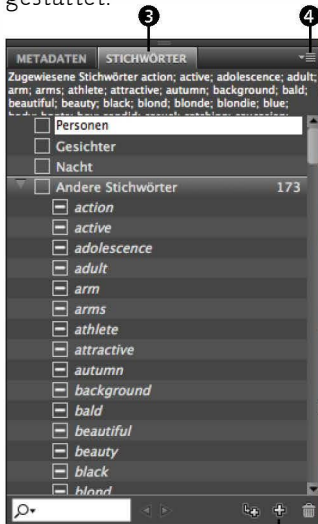 gestattet.
3 4
METADATEN STICHWÖRTER
Zugewiesene Stichwörter action; active; adolescence; adult;
arm; arms; athlete; attractive; autumn; background; bald;
beautiful; beauty; black; blond; blonde; blondie; blue;
Personen
Gesichter
Nacht
Andere Stichwörter 173
action
active
adolescence
adult
arm
arms
athlete
attractive
autumn
background
bald
beautiful
beauty
black
blond